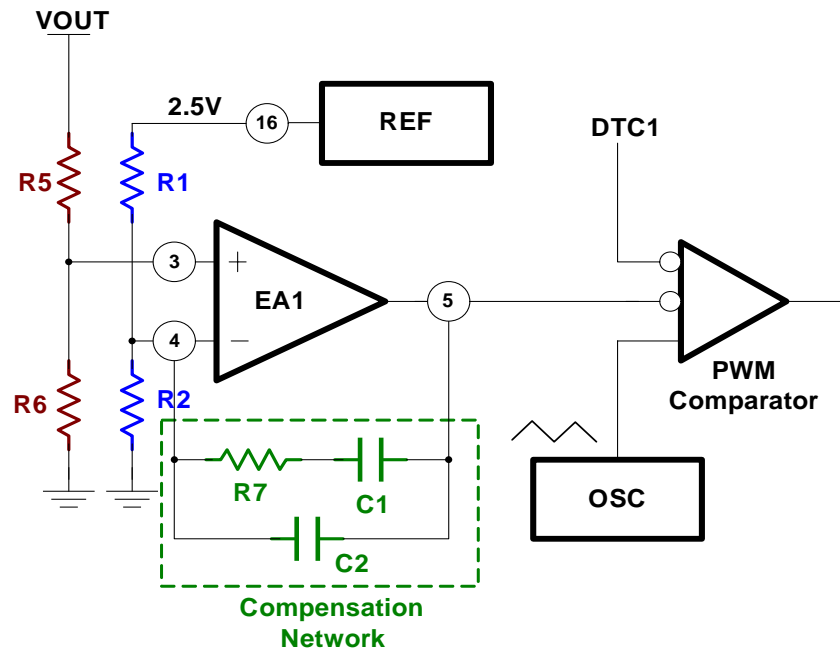 VOUT
2.5V
16
REF
DTC1
R5
R1
3
+
EA1
5
4
−
R6
R2
PWM
Comparator
R7
C1
OSC
C2
Compensation
Network